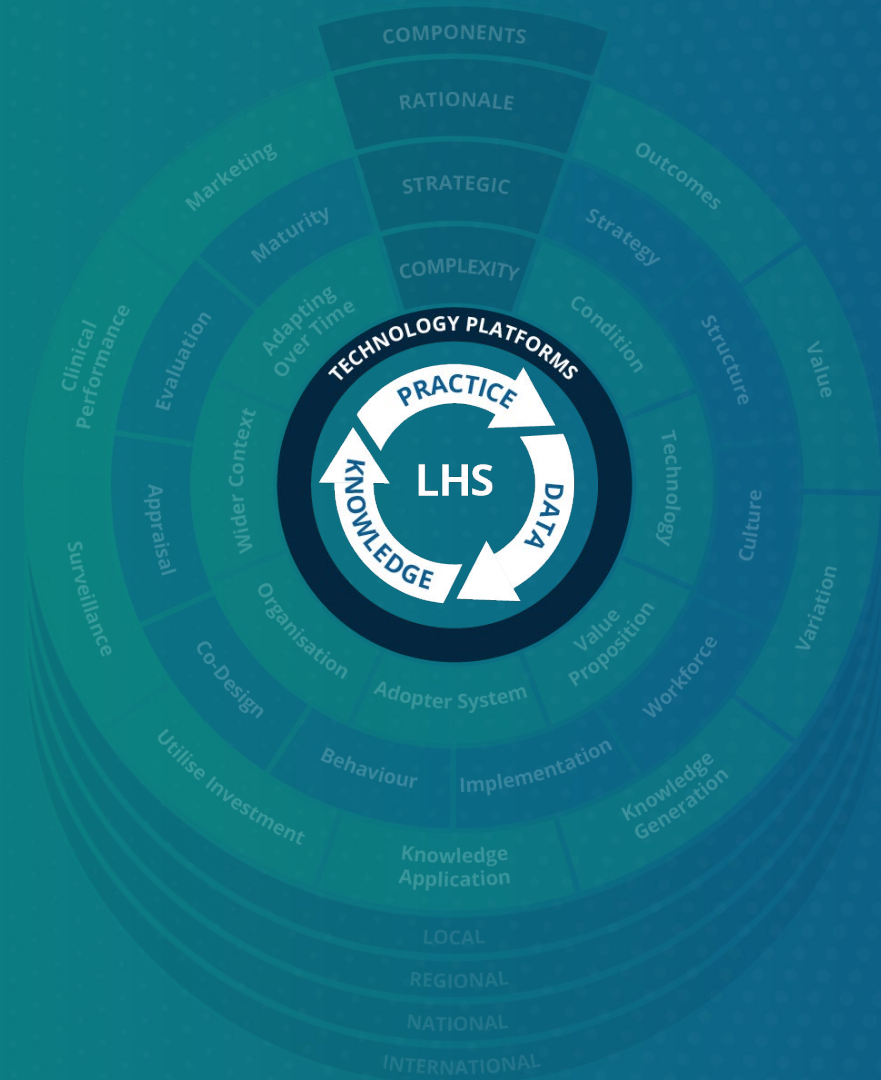 COMPONENTS
RATIONALE
STRATEGIC
COMPLEXITY
TECHNOLOGY PLATFORMS
PRACTICE
DATA
KNOWLEDGE
LHS
Condition
Technology
Value
Proposition
Adopter System
Organisation
Wider Context
Adapting
Over Time
Strategy
Structure
Culture
Workforce
Implementation
Behaviour
Co-Design
Appraisal
Evaluation
Maturity
Outcomes
Value
Variation
Knowledge
Generation
Knowledge
Application
Utilise Investment
Surveillance
Clinical
Performance
Marketing
LOCAL
REGIONAL
NATIONAL
INTERNATIONAL